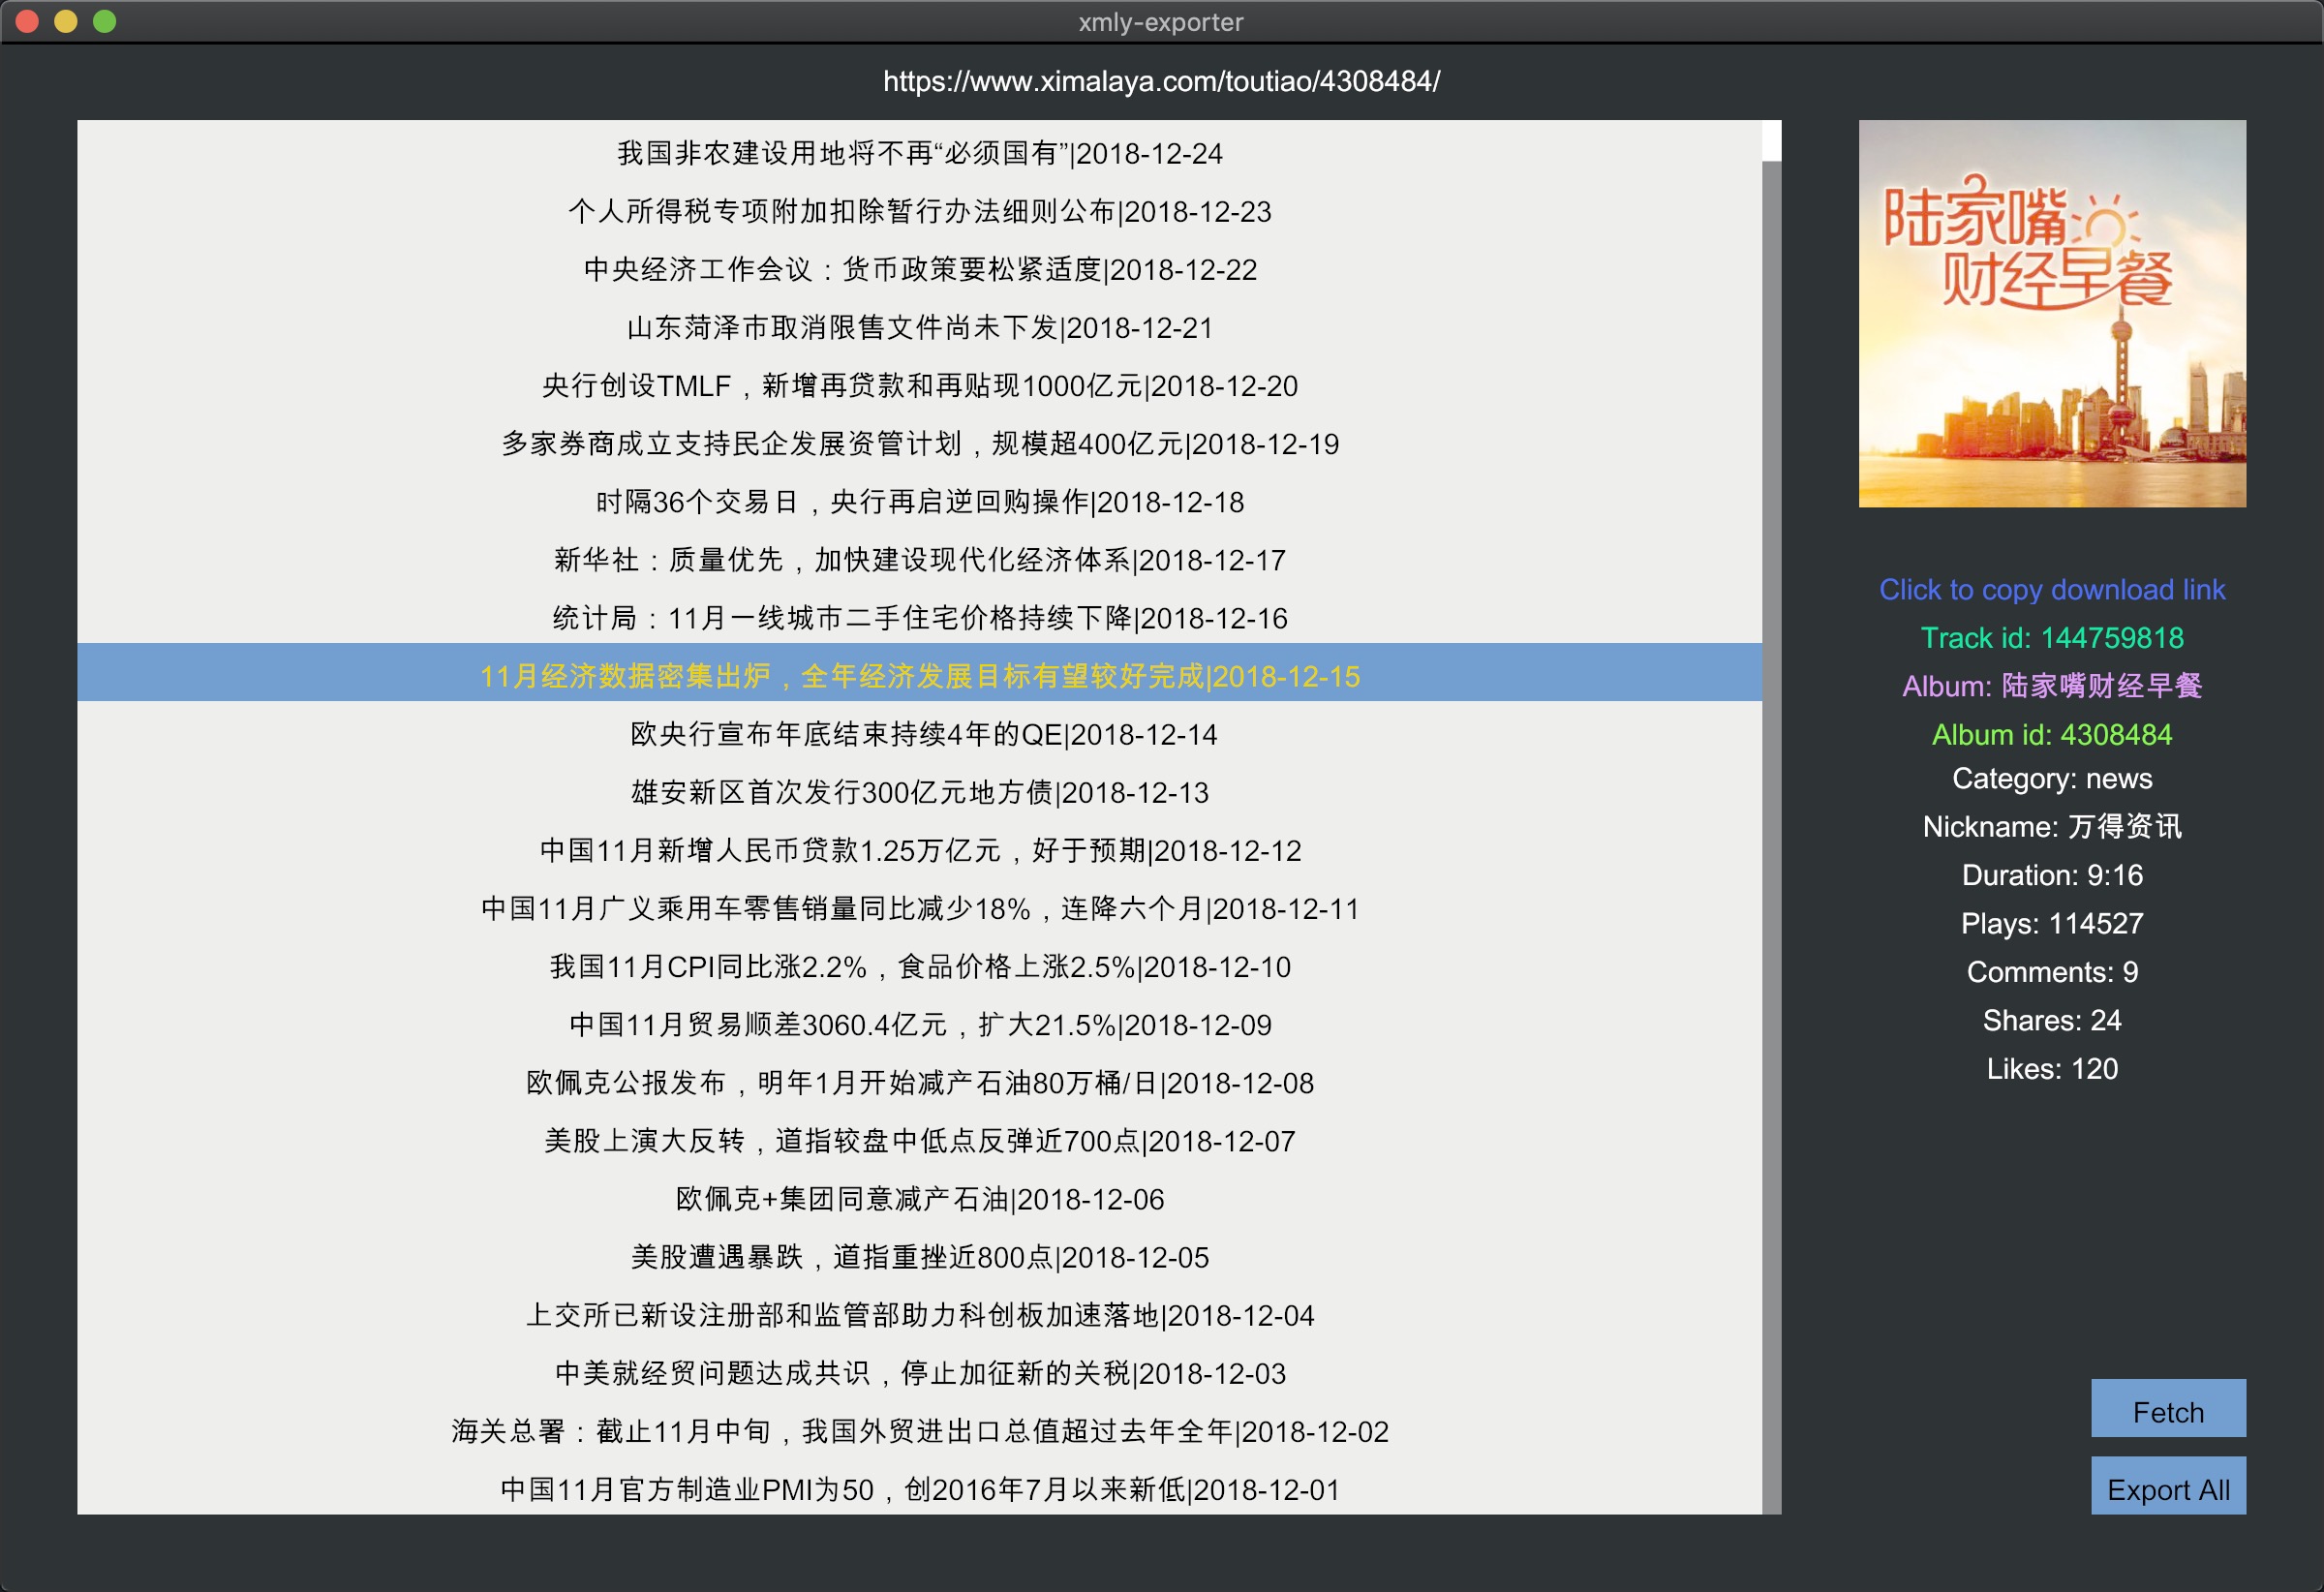 xmly-exporter
https://www.ximalaya.com/toutiao/4308484/
我国非农建设用地将不再“必须国有”|2018-12-24
个人所得税专项附加扣除暂行办法细则公布|2018-12-23
中央经济工作会议：货币政策要松紧适度|2018-12-22
山东菏泽市取消限售文件尚未下发|2018-12-21
央行创设TMLF，新增再贷款和再贴现1000亿元|2018-12-20
多家券商成立支持民企发展资管计划，规模超400亿元|2018-12-19
时隔36个交易日，央行再启逆回购操作|2018-12-18
新华社：质量优先，加快建设现代化经济体系|2018-12-17
统计局：11月一线城市二手住宅价格持续下降|2018-12-16
11月经济数据密集出炉，全年经济发展目标有望较好完成|2018-12-15
欧央行宣布年底结束持续4年的QE|2018-12-14
雄安新区首次发行300亿元地方债|2018-12-13
中国11月新增人民币贷款1.25万亿元，好于预期|2018-12-12
中国11月广义乘用车零售销量同比减少18%，连降六个月|2018-12-11
我国11月CPI同比涨2.2%，食品价格上涨2.5%|2018-12-10
中国11月贸易顺差3060.4亿元，扩大21.5%|2018-12-09
欧佩克公报发布，明年1月开始减产石油80万桶/日|2018-12-08
美股上演大反转，道指较盘中低点反弹近700点|2018-12-07
欧佩克+集团同意减产石油|2018-12-06
美股遭遇暴跌，道指重挫近800点|2018-12-05
上交所已新设注册部和监管部助力科创板加速落地|2018-12-04
中美就经贸问题达成共识，停止加征新的关税|2018-12-03
海关总署：截止11月中旬，我国外贸进出口总值超过去年全年|2018-12-02
中国11月官方制造业PMI为50，创2016年7月以来新低|2018-12-01
陆家嘴
财经早餐
Click to copy download link
Track id: 144759818
Album: 陆家嘴财经早餐
Album id: 4308484
Category: news
Nickname: 万得资讯
Duration: 9:16
Plays: 114527
Comments: 9
Shares: 24
Likes: 120
Fetch
Export All